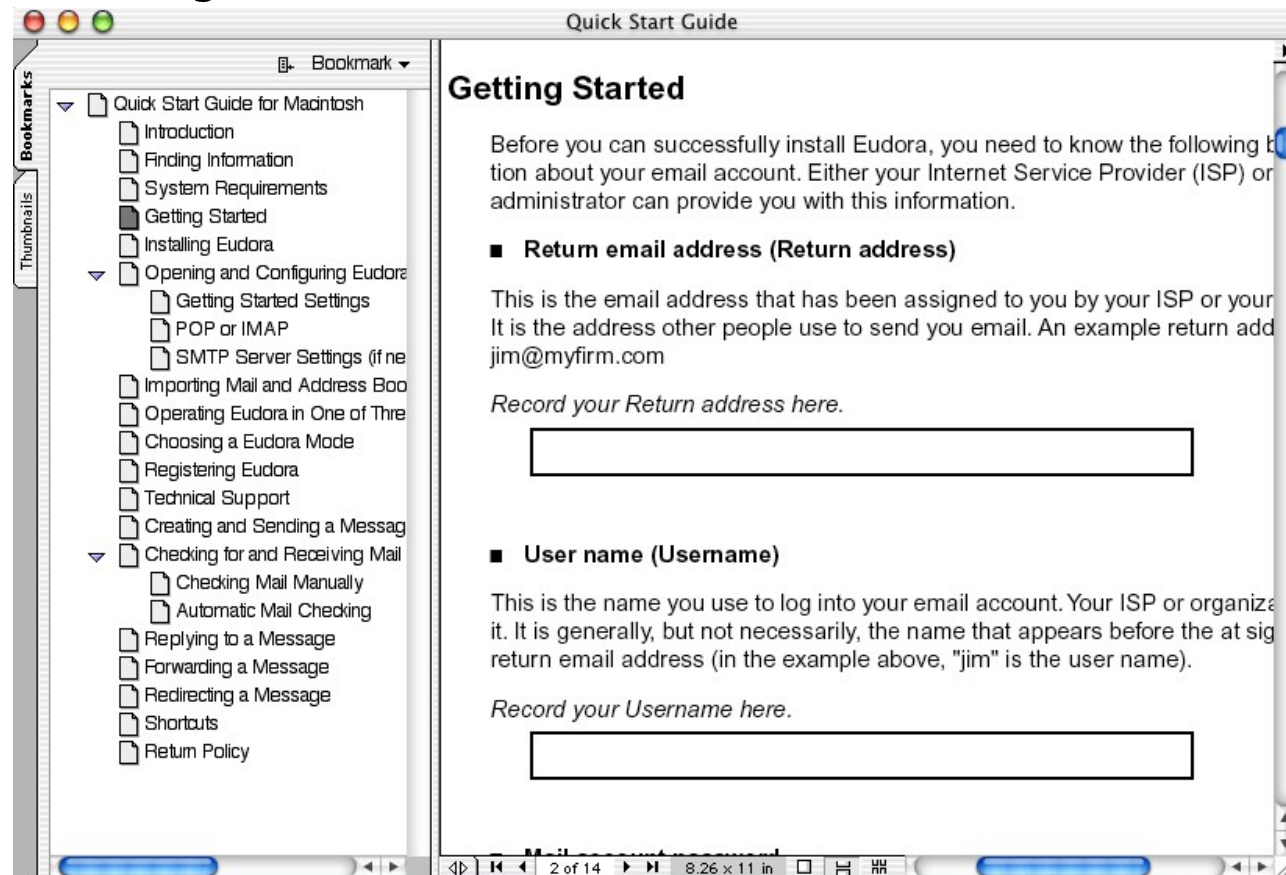 Quick Start Guide
Bookmarks
Thumbnails
Bookmark
Quick Start Guide for Macintosh
Introduction
Finding Information
System Requirements
Getting Started
Installing Eudora
Opening and Configuring Eudora
Getting Started Settings
POP or IMAP
SMTP Server Settings (if ne
Importing Mail and Address Boo
Operating Eudora in One of Thre
Choosing a Eudora Mode
Registering Eudora
Technical Support
Creating and Sending a Messag
Checking for and Receiving Mail
Checking Mail Manually
Automatic Mail Checking
Replying to a Message
Forwarding a Message
Redirecting a Message
Shortcuts
Return Policy
Getting Started
Before you can successfully install Eudora, you need to know the following b
tion about your email account. Either your Internet Service Provider (ISP) or
administrator can provide you with this information.
■ Return email address (Return address)
This is the email address that has been assigned to you by your ISP or your
It is the address other people use to send you email. An example return add
jim@myfirm.com
Record your Return address here.
■ User name (Username)
This is the name you use to log into your email account. Your ISP or organiza
it. It is generally, but not necessarily, the name that appears before the at sig
return email address (in the example above, "jim" is the user name).
Record your Username here.
■ Mail account password
2 of 14
8.26 x 11 in